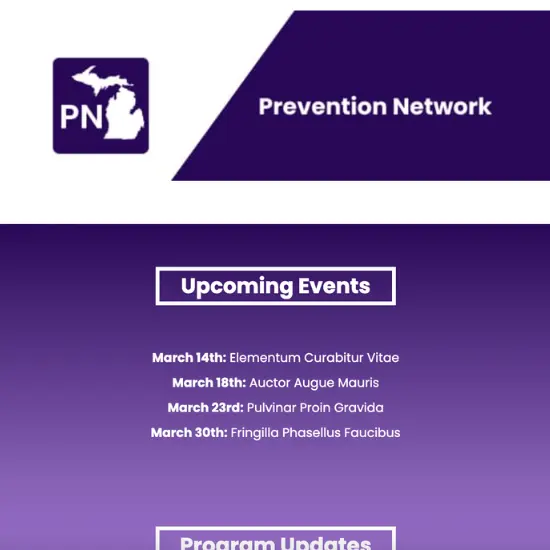 PN
Prevention Network
Upcoming Events
March 14th: Elementum Curabitur Vitae
March 18th: Auctor Augue Mauris
March 23rd: Pulvinar Proin Gravida
March 30th: Fringilla Phasellus Faucibus
Program Updates